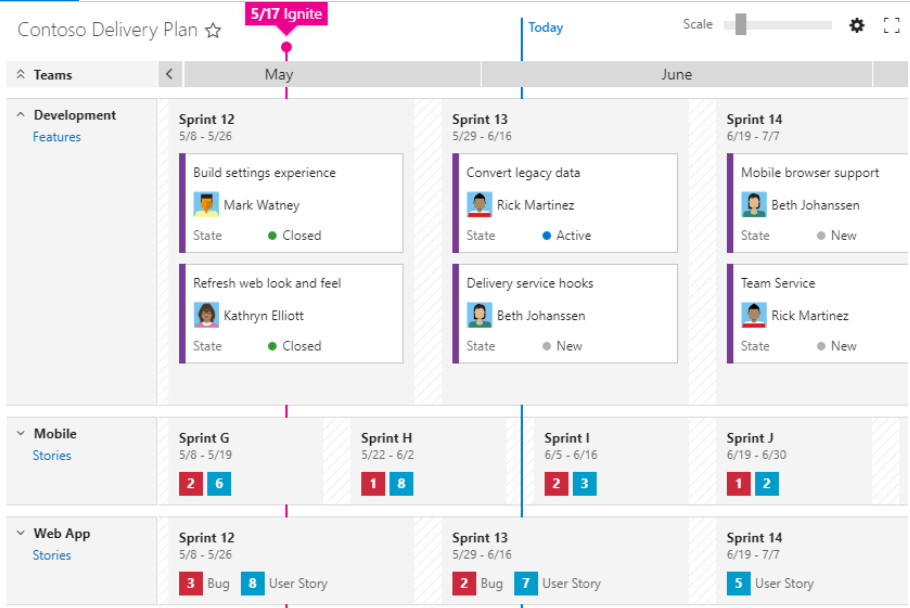 5/17 Ignite
Contoso Delivery Plan
Today
Scale
Teams
May
June
Development
Features
Sprint 12
5/8 - 5/26
Build settings experience
Mark Watney
State Closed
Refresh web look and feel
Kathryn Elliott
State Closed
Sprint 13
5/29 - 6/16
Convert legacy data
Rick Martinez
State Active
Delivery service hooks
Beth Johanssen
State New
Sprint 14
6/19 - 7/7
Mobile browser support
Beth Johanssen
State New
Team Service
Rick Martinez
State New
Mobile
Stories
Sprint G
5/8 - 5/19
2 6
Sprint H
5/22 - 6/2
1 8
Sprint I
6/5 - 6/16
2 3
Sprint J
6/19 - 6/30
1 2
Web App
Stories
Sprint 12
5/8 - 5/26
3 Bug 8 User Story
Sprint 13
5/29 - 6/16
2 Bug 7 User Story
Sprint 14
6/19 - 7/7
5 User Story